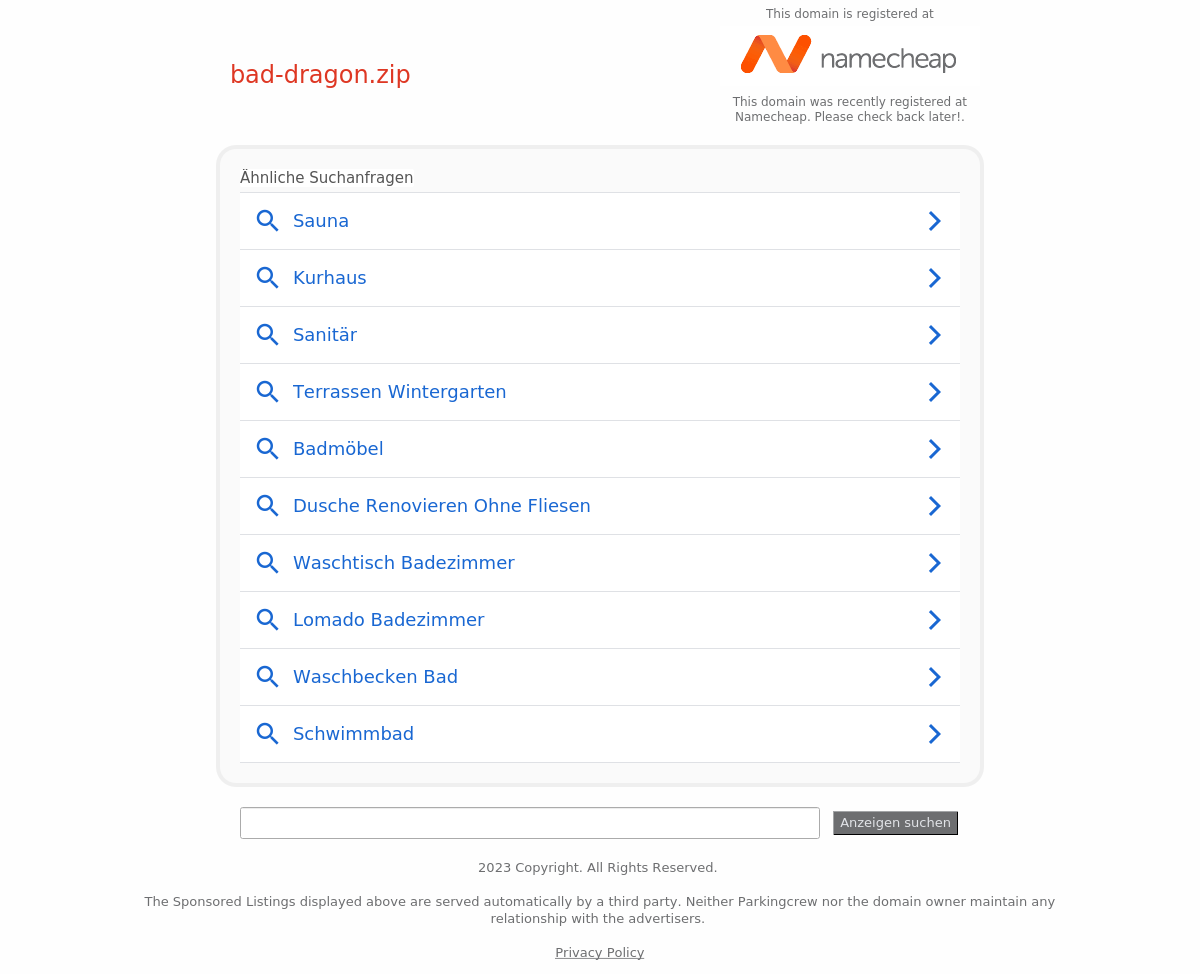 This domain is registered at
namecheap
bad-dragon.zip
This domain was recently registered at
Namecheap. Please check back later!.
Ähnliche Suchanfragen
Sauna
Kurhaus
Sanitär
Terrassen Wintergarten
Badmöbel
Dusche Renovieren Ohne Fliesen
Waschtisch Badezimmer
Lomado Badezimmer
Waschbecken Bad
Schwimmbad
Anzeigen suchen
2023 Copyright. All Rights Reserved.
The Sponsored Listings displayed above are served automatically by a third party. Neither Parkingcrew nor the domain owner maintain any
relationship with the advertisers.
Privacy Policy